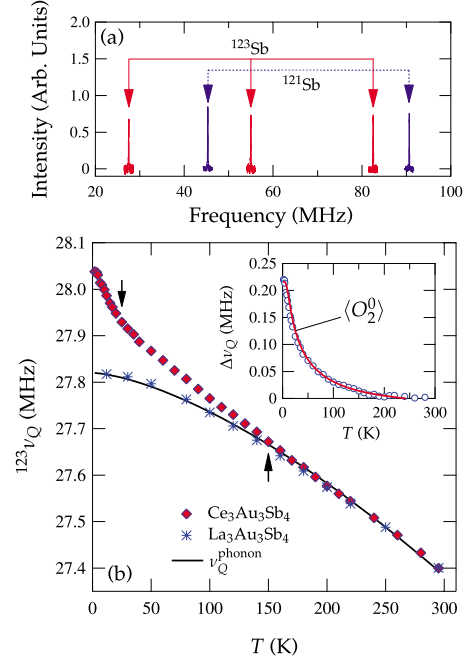 (a)
Intensity (Arb. Units)
2.0
1.5
1.0
0.5
0
¹²³Sb
¹²¹Sb
20 40 60 80 100
Frequency (MHz)
28.1
28.0
27.9
27.8
27.7
27.6
27.5
27.4
¹²³νQ (MHz)
0.25
0.20
0.15
0.10
0.05
0
ΔνQ (MHz)
⟨O₂⁰⟩
0 100 200 300
T (K)
Ce₃Au₃Sb₄
La₃Au₃Sb₄
νQ^phonon
(b)
0 50 100 150 200 250 300
T (K)